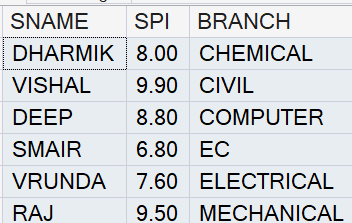 SNAME SPI BRANCH
DHARMIK 8.00 CHEMICAL
VISHAL 9.90 CIVIL
DEEP 8.80 COMPUTER
SMAIR 6.80 EC
VRUNDA 7.60 ELECTRICAL
RAJ 9.50 MECHANICAL